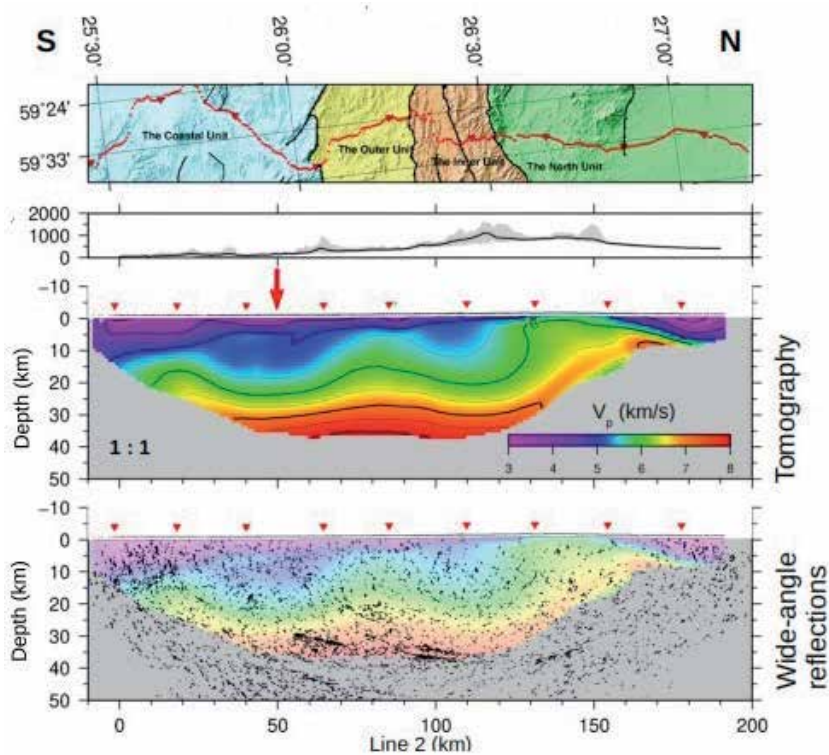 25°30'
26°00'
26°30'
27°00'
S
N
59°24'
59°33'
The Coastal Unit
The Outer Unit
The Inner Unit
The North Unit
2000
1000
0
-10
0
10
20
30
40
50
Depth (km)
1 : 1
Vp (km/s)
3 4 5 6 7 8
Tomography
-10
0
10
20
30
40
50
Depth (km)
Wide-angle
reflections
0 50 100 150 200
Line 2 (km)